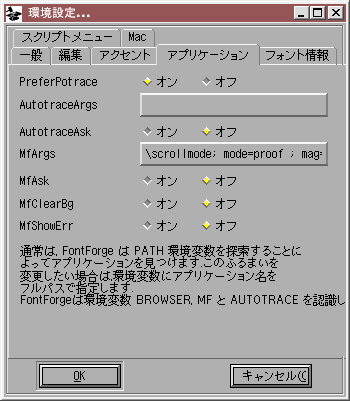 環境設定...
スクリプトメニュー Mac
一般 編集 アクセント アプリケーション フォント情報
PreferPotrace オン オフ
AutotraceArgs
AutotraceAsk オン オフ
MfArgs \scrollmode; mode=proof ; mag=
MfAsk オン オフ
MfClearBg オン オフ
MfShowErr オン オフ
通常は, FontForge は PATH 環境変数を探索することに
よってアプリケーションを見つけます.このふるまいを
変更したい場合は,環境変数にアプリケーション名を
フルパスで指定します.
FontForgeは環境変数 BROWSER, MF と AUTOTRACE を認識し
OK キャンセル(C